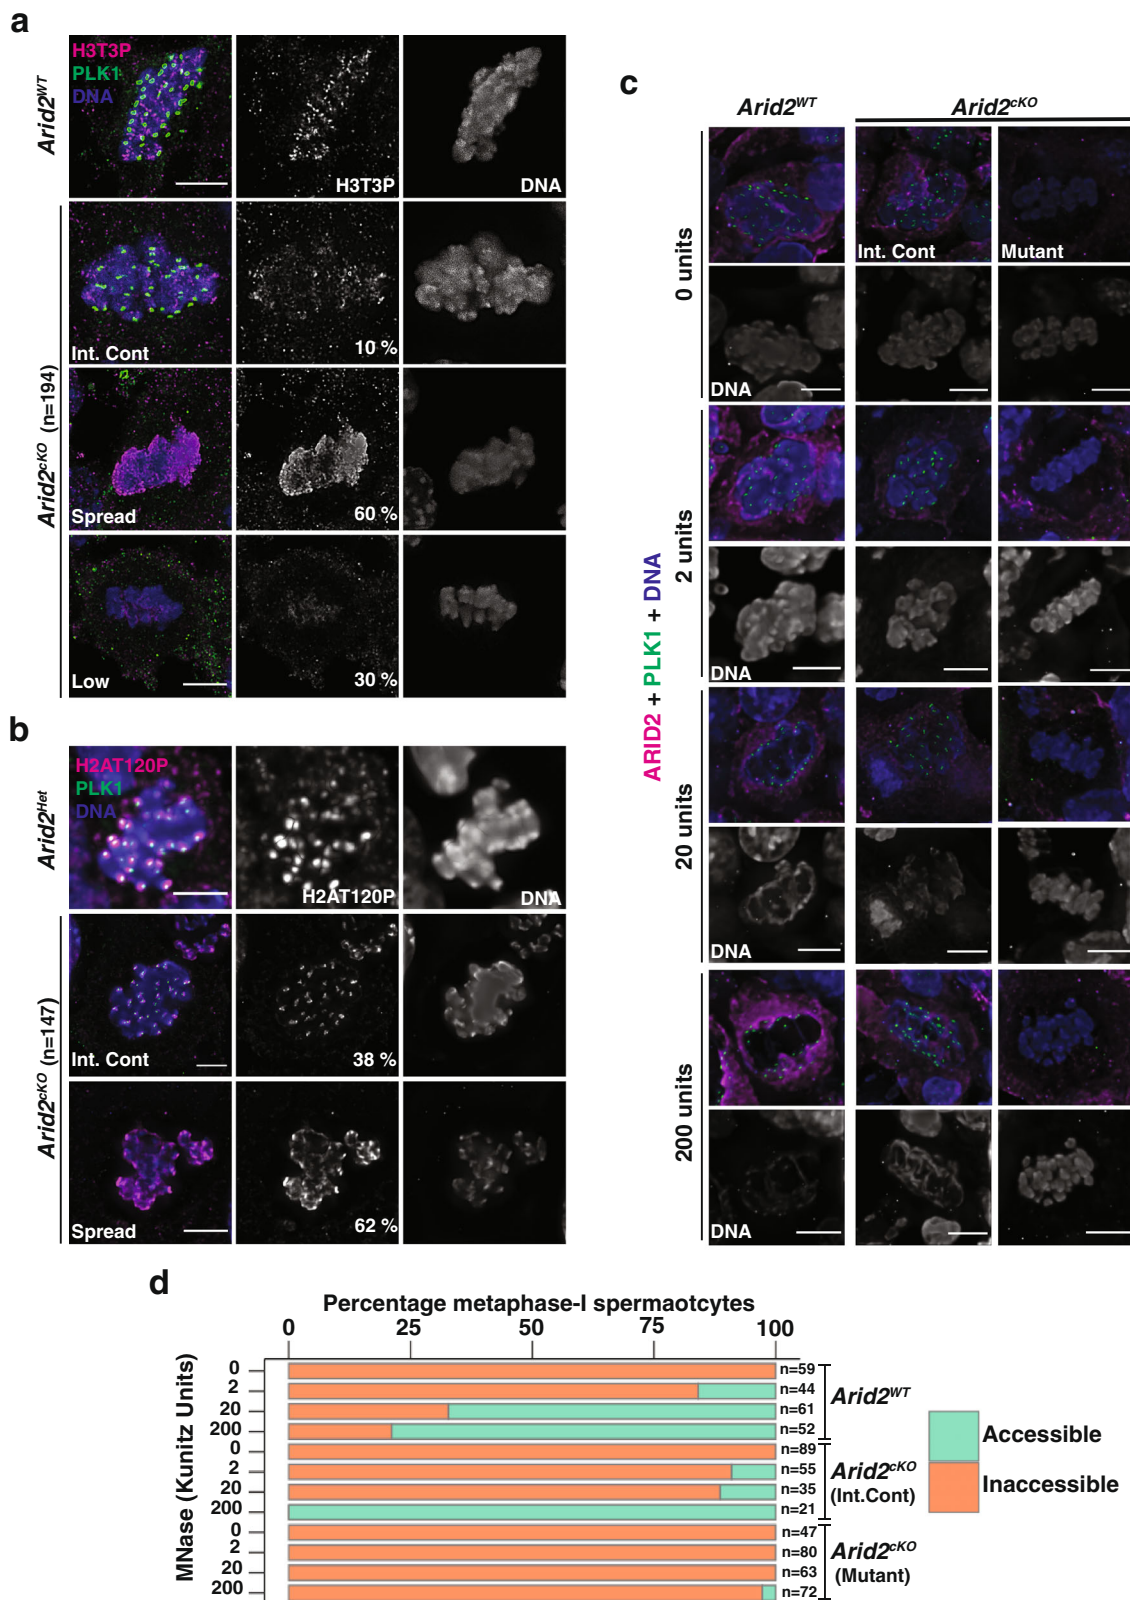 a
Arid2WT
H3T3P
PLK1
DNA
H3T3P
DNA
Arid2cKO (n=194)
Int. Cont
10 %
Spread
60 %
Low
30 %
b
Arid2Het
H2AT120P
PLK1
DNA
H2AT120P
DNA
Arid2cKO (n=147)
Int. Cont
38 %
Spread
62 %
c
Arid2WT
Arid2cKO
ARID2 + PLK1 + DNA
0 units
Int. Cont
Mutant
DNA
2 units
DNA
20 units
DNA
200 units
DNA
d
Percentage metaphase-I spermaotcytes
0 25 50 75 100
MNase (Kunitz Units)
0 n=59
2 n=44
20 n=61
200 n=52
Arid2WT
0 n=89
2 n=55
20 n=35
200 n=21
Arid2cKO
(Int.Cont)
0 n=47
2 n=80
20 n=63
200 n=72
Arid2cKO
(Mutant)
Accessible
Inaccessible